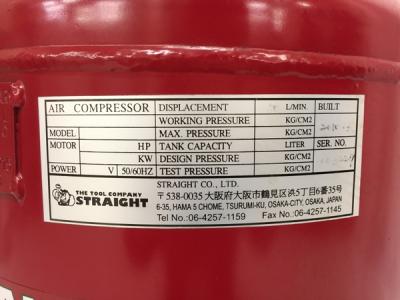 AIR COMPRESSOR DISPLACEMENT L/MIN. BUILT
WORKING PRESSURE KG/CM2
MODEL MAX. PRESSURE KG/CM2
MOTOR HP TANK CAPACITY LITER SER. NO.
KW DESIGN PRESSURE KG/CM2
POWER V 50/60HZ TEST PRESSURE KG/CM2
THE TOOL COMPANY
STRAIGHT
STRAIGHT CO., LTD.
〒538-0035 大阪府大阪市鶴見区浜5丁目6番35号
6-35, HAMA 5 CHOME, TSURUMI-KU, OSAKA-CITY, OSAKA, JAPAN
Tel No.:06-4257-1159 Fax No.:06-4257-1145